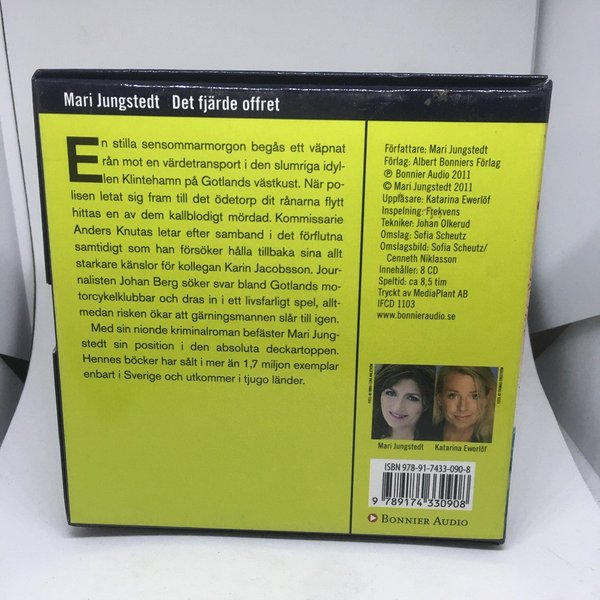 Mari Jungstedt Det fjärde offret
En stilla sensommarmorgon begås ett väpnat
rån mot en värdetransport i den slumriga idyl-
len Klintehamn på Gotlands västkust. När po-
lisen letat sig fram till det ödetorp dit rånarna flytt
hittas en av dem kallblodigt mördad. Kommissarie
Anders Knutas letar efter samband i det förflutna
samtidigt som han försöker hålla tillbaka sina allt
starkare känslor för kollegan Karin Jacobsson. Jour-
nalisten Johan Berg söker svar bland Gotlands mo-
torcykelklubbar och dras in i ett livsfarligt spel, allt-
medan risken ökar att gärningsmannen slår till igen.
Med sin nionde kriminalroman befäster Mari Jung-
stedt sin position i den absoluta deckartoppen.
Hennes böcker har sålt i mer än 1,7 miljon exemplar
enbart i Sverige och utkommer i tjugo länder.
Författare: Mari Jungstedt
Förlag: Albert Bonniers Förlag
℗ Bonnier Audio 2011
© Mari Jungstedt 2011
Uppläsare: Katarina Ewerlöf
Inspelning: Frekvens
Tekniker: Johan Olkerud
Omslag: Sofia Scheutz
Omslagsbild: Sofia Scheutz/
Cenneth Niklasson
Innehåller: 8 CD
Speltid: ca 8,5 tim
Tryckt av MediaPlant AB
IFCD 1103
www.bonnieraudio.se
Mari Jungstedt Katarina Ewerlöf
ISBN 978-91-7433-090-8
9 789174 330908
BONNIER AUDIO